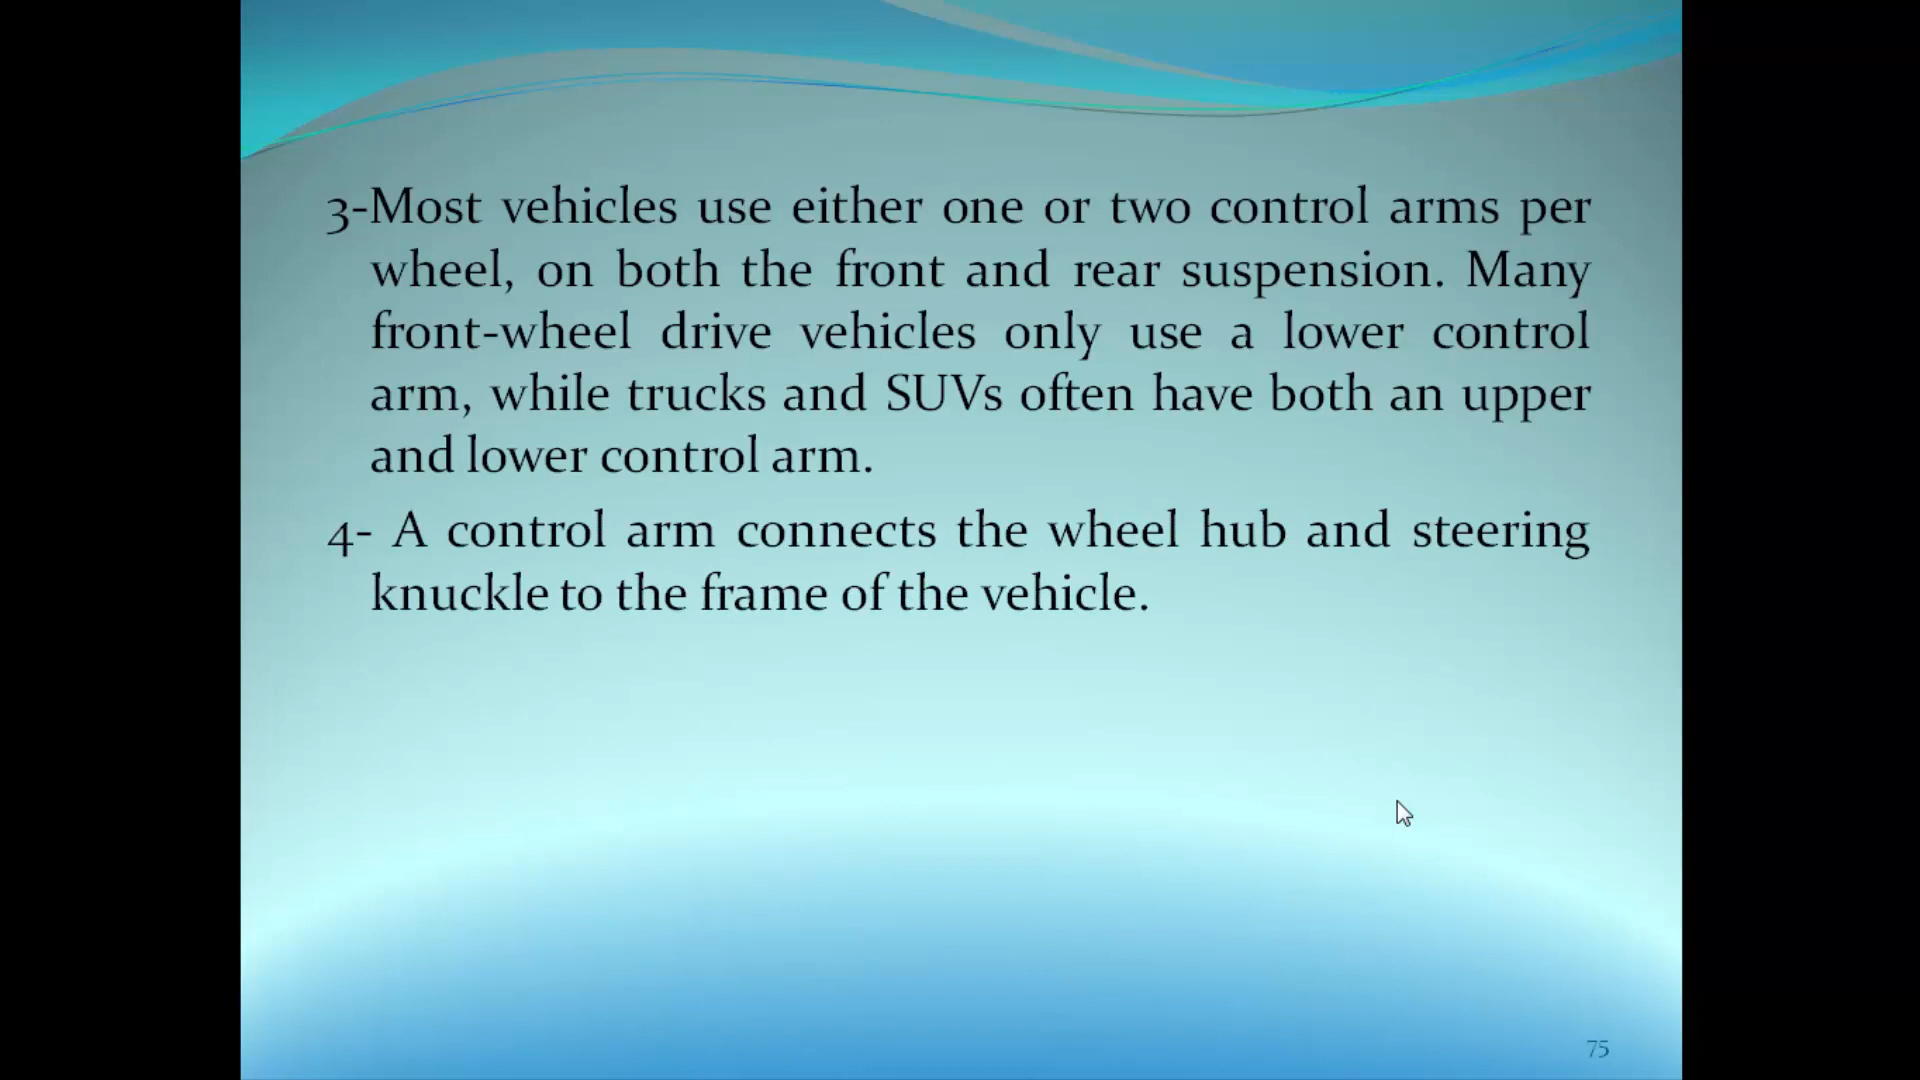 3-Most vehicles use either one or two control arms per
wheel, on both the front and rear suspension. Many
front-wheel drive vehicles only use a lower control
arm, while trucks and SUVs often have both an upper
and lower control arm.
4- A control arm connects the wheel hub and steering
knuckle to the frame of the vehicle.
75